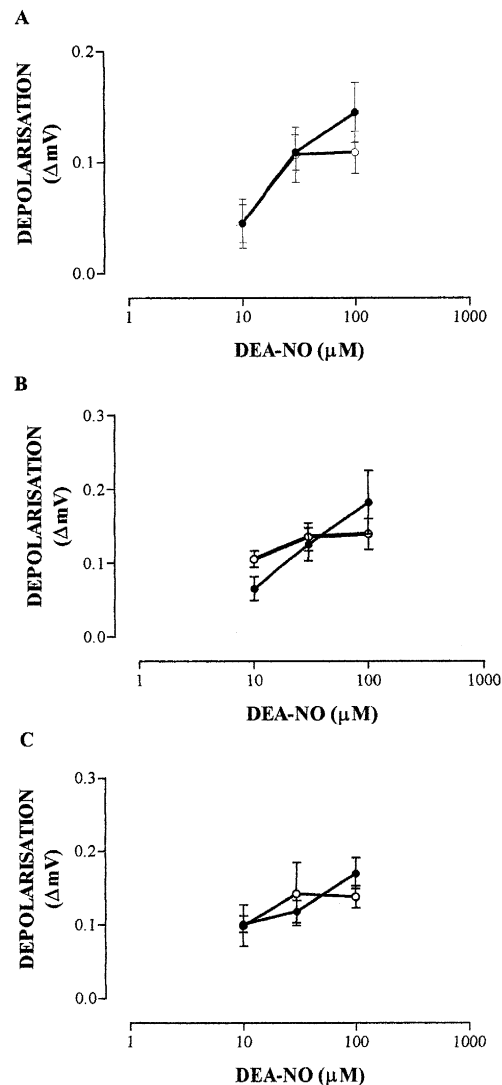 A
DEPOLARISATION
(ΔmV)
0.2
0.1
0.0
1 10 100 1000
DEA-NO (μM)
B
DEPOLARISATION
(ΔmV)
0.3
0.2
0.1
0.0
1 10 100 1000
DEA-NO (μM)
C
DEPOLARISATION
(ΔmV)
0.3
0.2
0.1
0.0
1 10 100 1000
DEA-NO (μM)